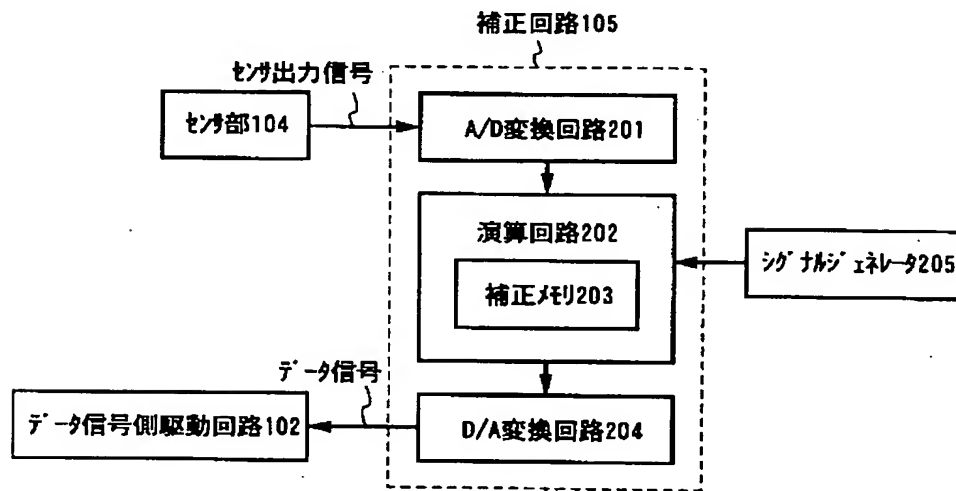 補正回路105
センサ出力信号
センサ部104
A/D変換回路201
演算回路202
補正メモリ203
シグナルジェネレータ205
データ信号
データ信号側駆動回路102
D/A変換回路204